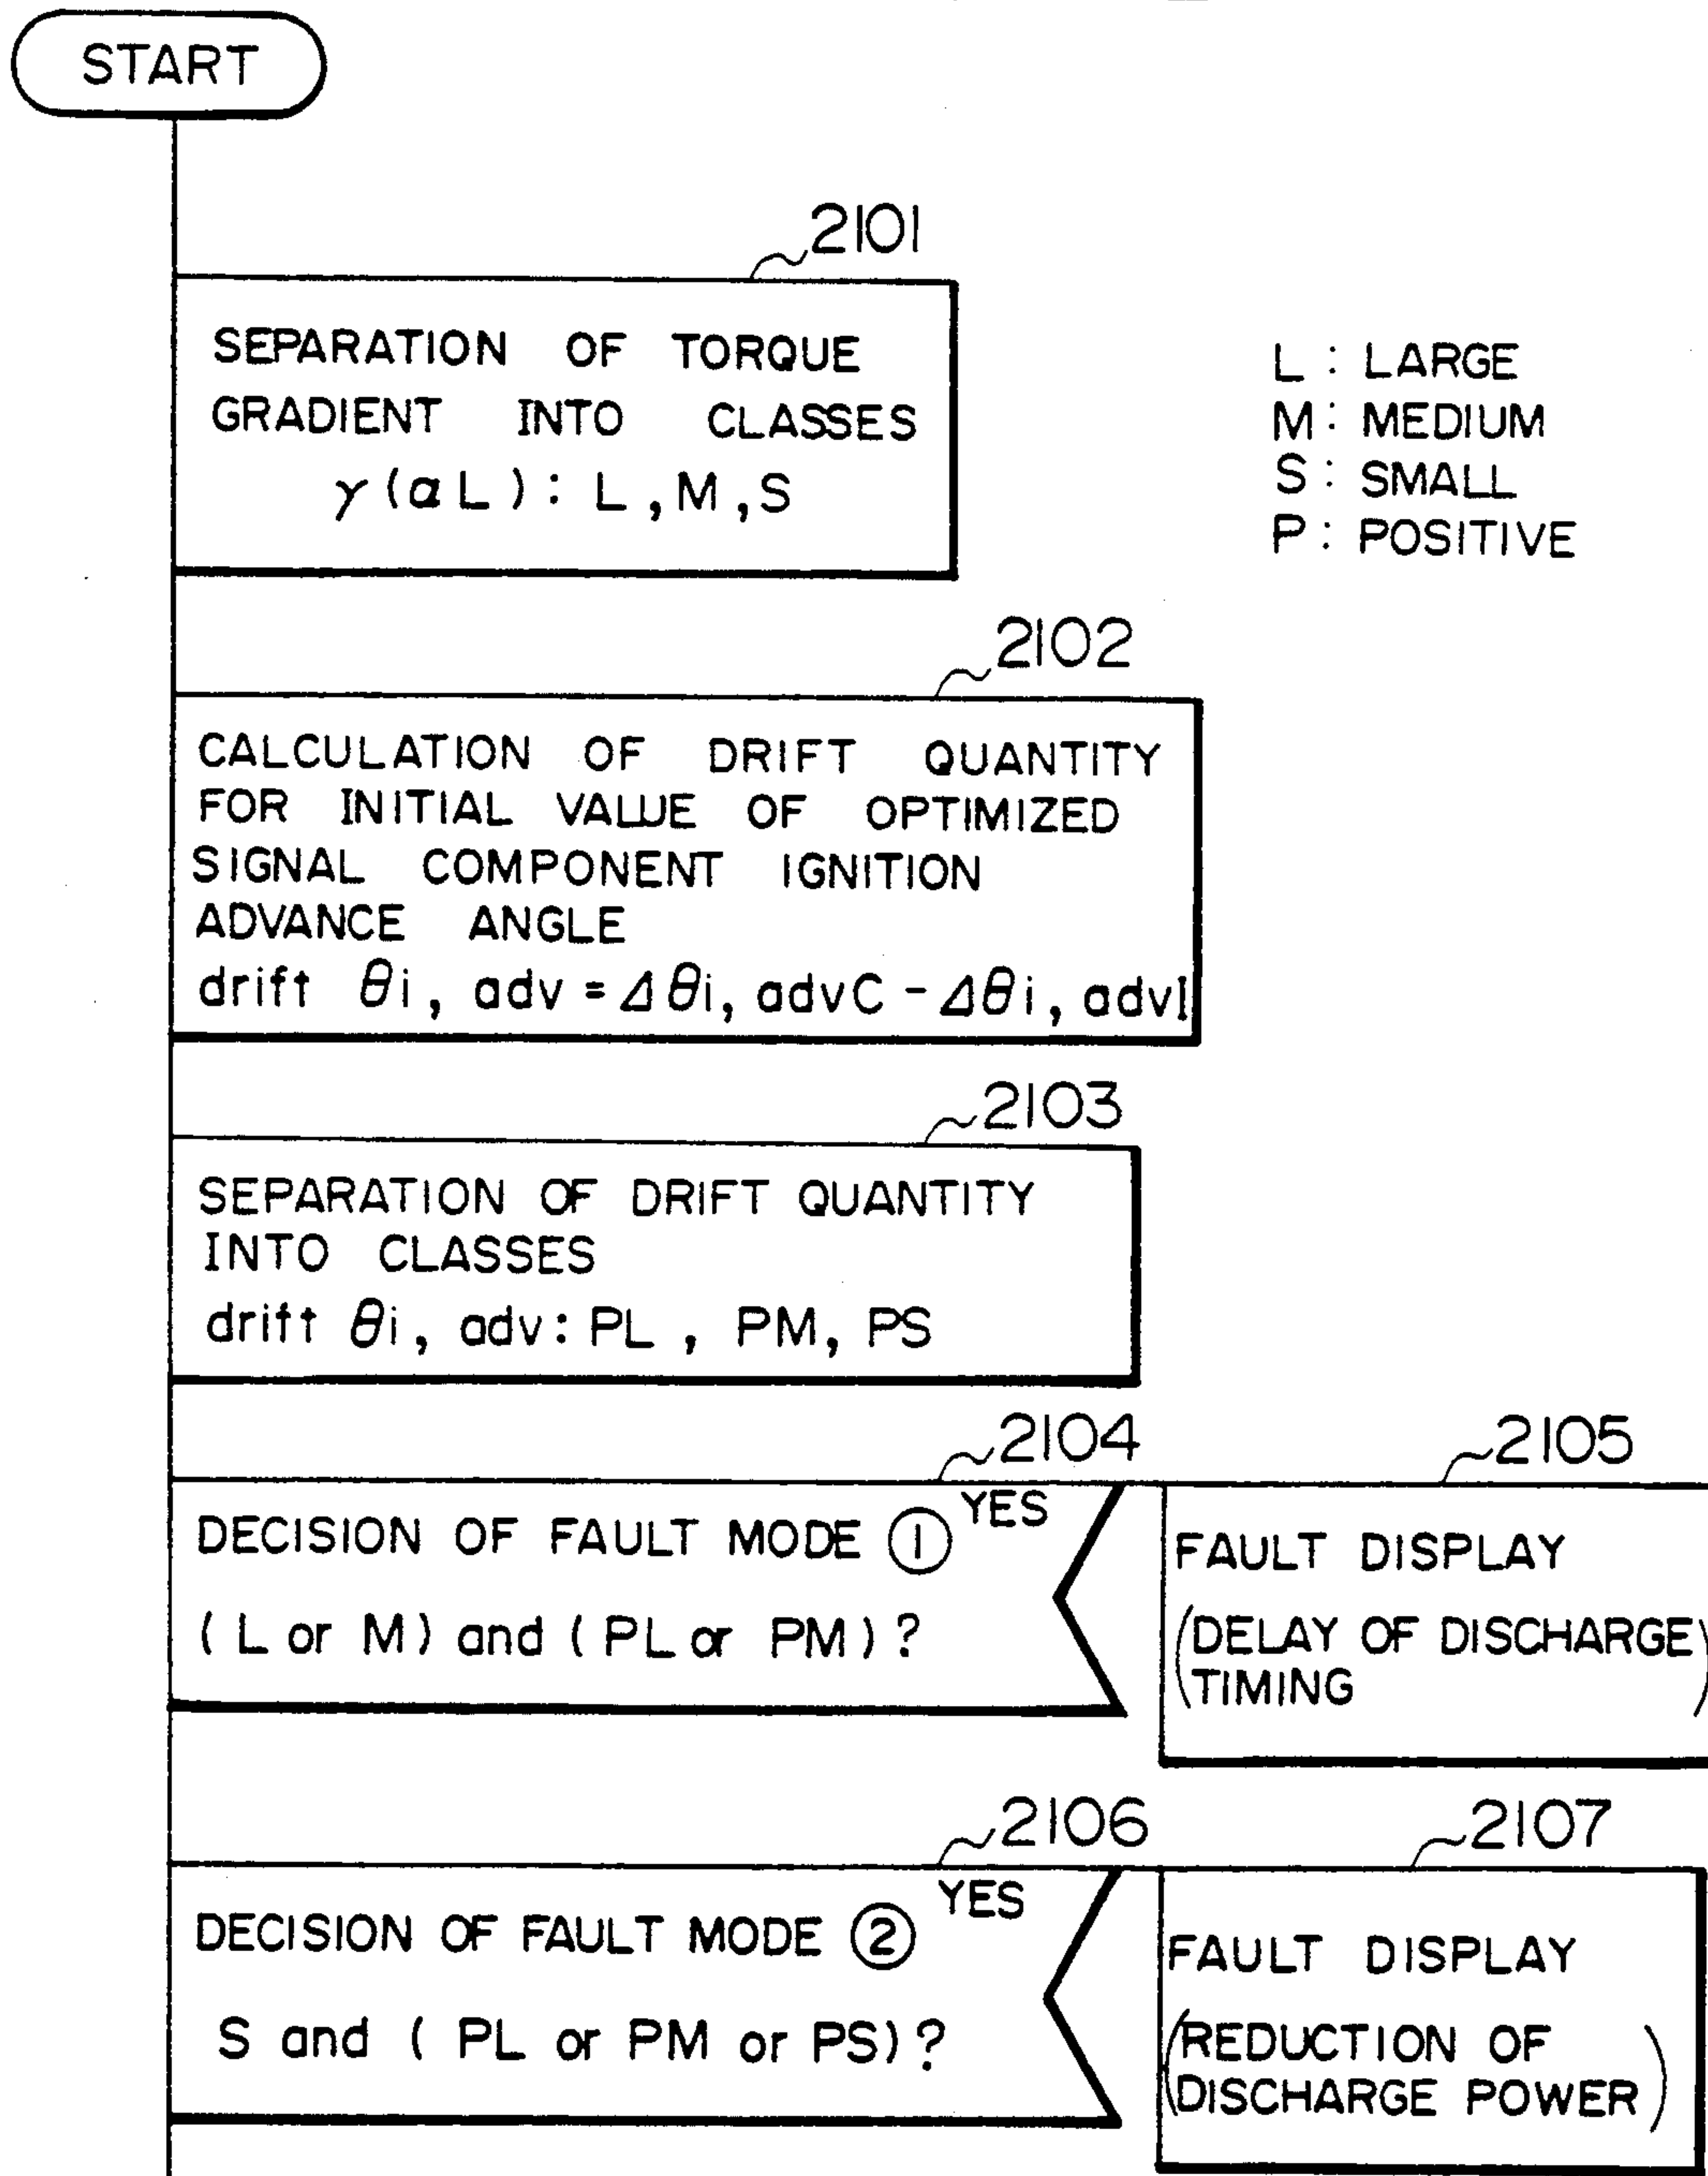 START
2101
SEPARATION OF TORQUE
GRADIENT INTO CLASSES
γ(αL): L, M, S
L : LARGE
M : MEDIUM
S : SMALL
P : POSITIVE
2102
CALCULATION OF DRIFT QUANTITY
FOR INITIAL VALUE OF OPTIMIZED
SIGNAL COMPONENT IGNITION
ADVANCE ANGLE
drift θi, adv = Δθi, advC - Δθi, advI
2103
SEPARATION OF DRIFT QUANTITY
INTO CLASSES
drift θi, adv: PL, PM, PS
2104
YES
DECISION OF FAULT MODE ①
(L or M) and (PL or PM)?
2105
FAULT DISPLAY
(DELAY OF DISCHARGE
TIMING)
2106
YES
DECISION OF FAULT MODE ②
S and (PL or PM or PS)?
2107
FAULT DISPLAY
(REDUCTION OF
DISCHARGE POWER)